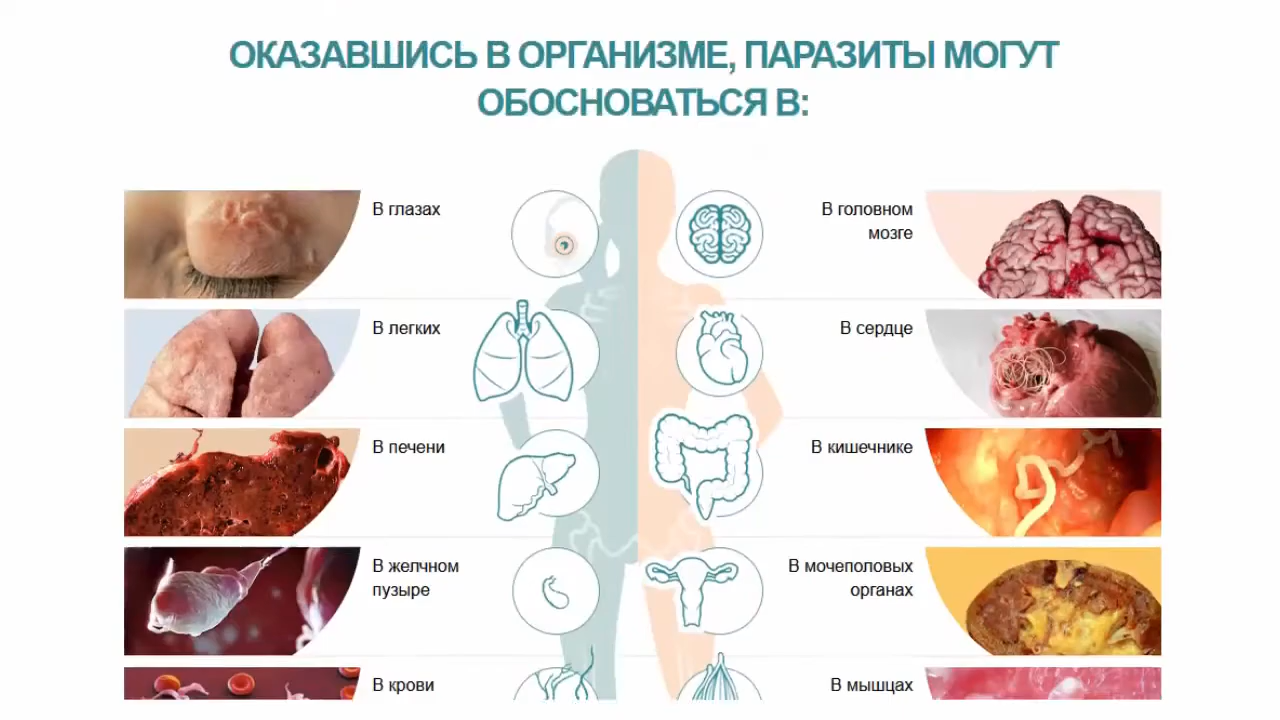 ОКАЗАВШИСЬ В ОРГАНИЗМЕ, ПАРАЗИТЫ МОГУТ
ОБОСНОВАТЬСЯ В:
В глазах
В головном
мозге
В легких
В сердце
В печени
В кишечнике
В желчном
пузыре
В мочеполовых
органах
В крови
В мышцах